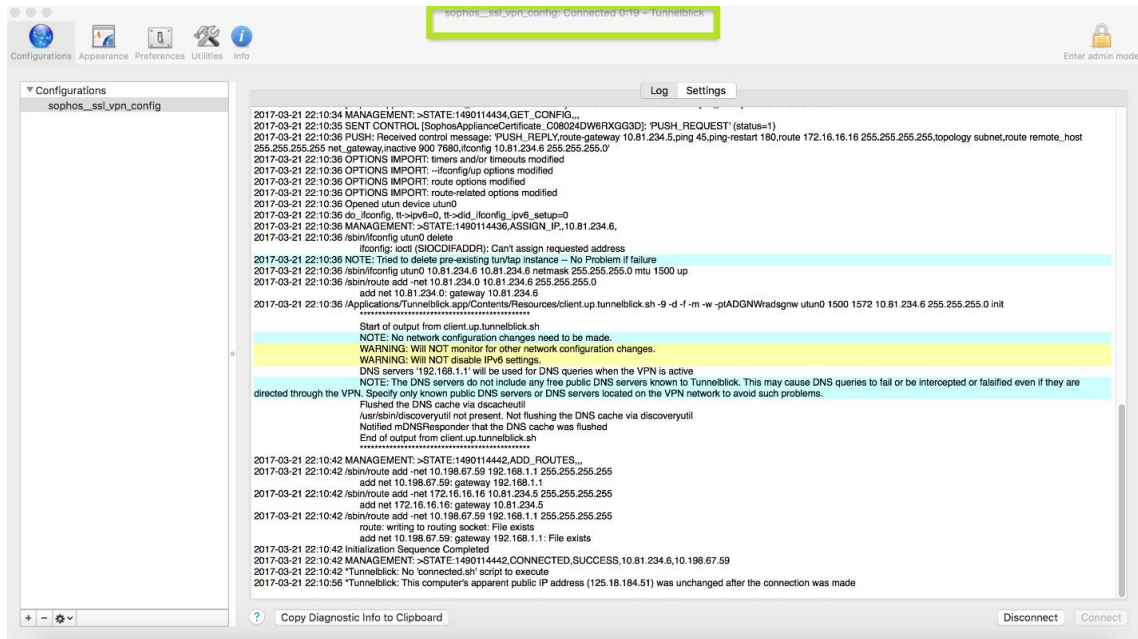 sophos__ssl_vpn_config: Connected 0:19 - Tunnelblick
Configurations Appearance Preferences Utilities Info
Enter admin mode
Configurations
sophos__ssl_vpn_config
Log Settings
2017-03-21 22:10:34 MANAGEMENT: >STATE:1490114434,GET_CONFIG,,,
2017-03-21 22:10:35 SENT CONTROL [SophosApplianceCertificate_C08024DW6RXGG3D]: 'PUSH_REQUEST' (status=1)
2017-03-21 22:10:36 PUSH: Received control message: 'PUSH_REPLY,route-gateway 10.81.234.5,ping 45,ping-restart 180,route 172.16.16.16 255.255.255.255,topology subnet,route remote_host
255.255.255.255 net_gateway,inactive 900 7680,ifconfig 10.81.234.6 255.255.255.0'
2017-03-21 22:10:36 OPTIONS IMPORT: timers and/or timeouts modified
2017-03-21 22:10:36 OPTIONS IMPORT: --ifconfig/up options modified
2017-03-21 22:10:36 OPTIONS IMPORT: route options modified
2017-03-21 22:10:36 OPTIONS IMPORT: route-related options modified
2017-03-21 22:10:36 Opened utun device utun0
2017-03-21 22:10:36 do_ifconfig, tt->ipv6=0, tt->did_ifconfig_ipv6_setup=0
2017-03-21 22:10:36 MANAGEMENT: >STATE:1490114436,ASSIGN_IP,,10.81.234.6,
2017-03-21 22:10:36 /sbin/ifconfig utun0 delete
ifconfig: ioctl (SIOCDIFADDR): Can't assign requested address
2017-03-21 22:10:36 NOTE: Tried to delete pre-existing tun/tap instance -- No Problem if failure
2017-03-21 22:10:36 /sbin/ifconfig utun0 10.81.234.6 10.81.234.6 netmask 255.255.255.0 mtu 1500 up
2017-03-21 22:10:36 /sbin/route add -net 10.81.234.0 10.81.234.6 255.255.255.0
add net 10.81.234.0: gateway 10.81.234.6
2017-03-21 22:10:36 /Applications/Tunnelblick.app/Contents/Resources/client.up.tunnelblick.sh -9 -d -f -m -w -ptADGNWradsgnw utun0 1500 1572 10.81.234.6 255.255.255.0 init
**********************************************
Start of output from client.up.tunnelblick.sh
NOTE: No network configuration changes need to be made.
WARNING: Will NOT monitor for other network configuration changes.
WARNING: Will NOT disable IPv6 settings.
DNS servers '192.168.1.1' will be used for DNS queries when the VPN is active
NOTE: The DNS servers do not include any free public DNS servers known to Tunnelblick. This may cause DNS queries to fail or be intercepted or falsified even if they are
directed through the VPN. Specify only known public DNS servers or DNS servers located on the VPN network to avoid such problems.
Flushed the DNS cache via dscacheutil
/usr/sbin/discoveryutil not present. Not flushing the DNS cache via discoveryutil
Notified mDNSResponder that the DNS cache was flushed
End of output from client.up.tunnelblick.sh
**********************************************
2017-03-21 22:10:42 MANAGEMENT: >STATE:1490114442,ADD_ROUTES,,,
2017-03-21 22:10:42 /sbin/route add -net 10.198.67.59 192.168.1.1 255.255.255.255
add net 10.198.67.59: gateway 192.168.1.1
2017-03-21 22:10:42 /sbin/route add -net 172.16.16.16 10.81.234.5 255.255.255.255
add net 172.16.16.16: gateway 10.81.234.5
2017-03-21 22:10:42 /sbin/route add -net 10.198.67.59 192.168.1.1 255.255.255.255
route: writing to routing socket: File exists
add net 10.198.67.59: gateway 192.168.1.1: File exists
2017-03-21 22:10:42 Initialization Sequence Completed
2017-03-21 22:10:42 MANAGEMENT: >STATE:1490114442,CONNECTED,SUCCESS,10.81.234.6,10.198.67.59
2017-03-21 22:10:42 *Tunnelblick: No 'connected.sh' script to execute
2017-03-21 22:10:56 *Tunnelblick: This computer's apparent public IP address (125.18.184.51) was unchanged after the connection was made
? Copy Diagnostic Info to Clipboard
Disconnect Connect